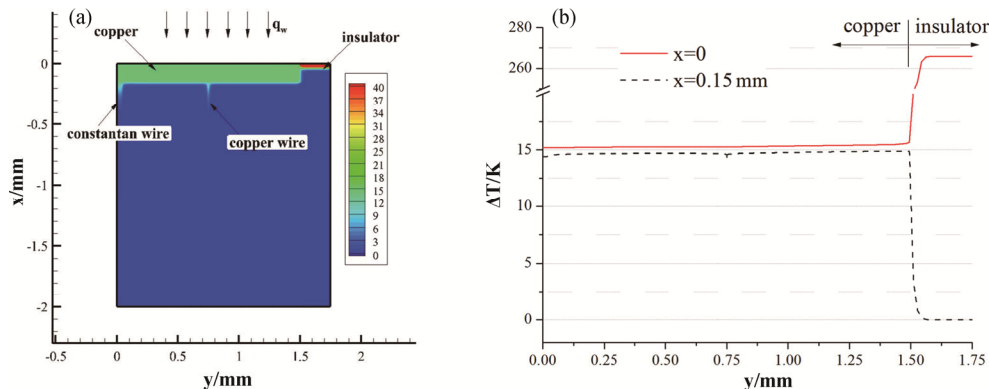 (a)
copper
q_w
insulator
0
-0.5
-1
-1.5
-2
x/mm
constantan wire
copper wire
40
37
34
31
28
25
21
18
15
12
9
6
3
0
-0.5
0
0.5
1
1.5
2
y/mm
(b)
copper
insulator
x=0
x=0.15 mm
280
260
15
15
5
0
ΔT/K
0.00
0.25
0.50
0.75
1.00
1.25
1.50
1.75
y/mm